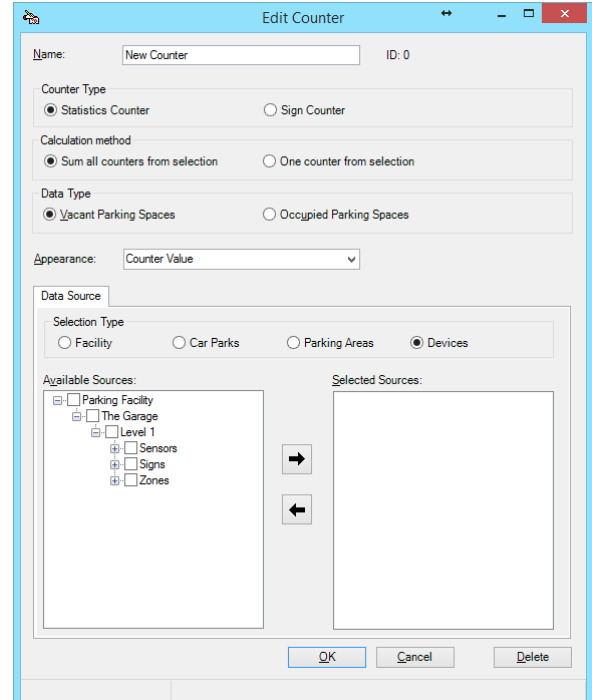 Edit Counter
Name: New Counter ID: 0
Counter Type
Statistics Counter Sign Counter
Calculation method
Sum all counters from selection One counter from selection
Data Type
Vacant Parking Spaces Occupied Parking Spaces
Appearance: Counter Value
Data Source
Selection Type
Facility Car Parks Parking Areas Devices
Available Sources: Selected Sources:
Parking Facility
The Garage
Level 1
Sensors
Signs
Zones
OK Cancel Delete